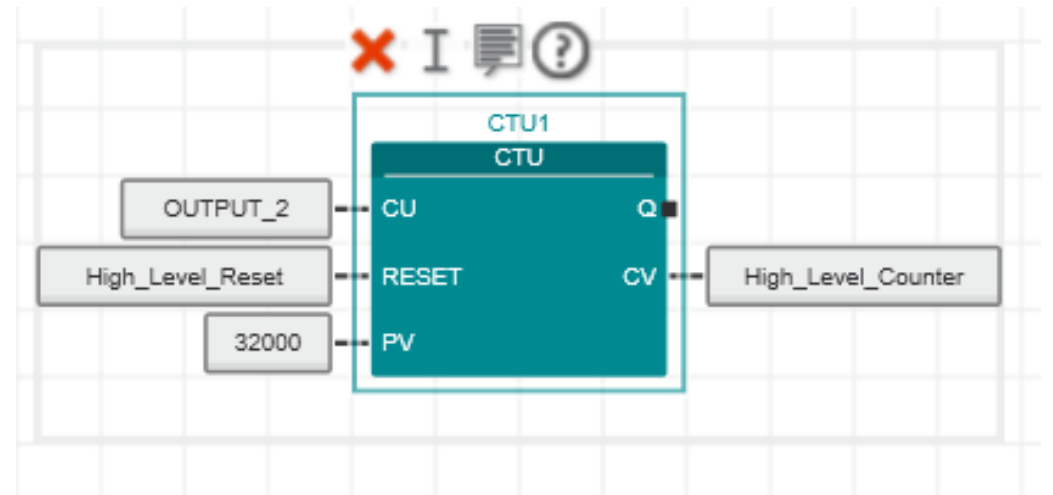 CTU1
CTU
OUTPUT_2 CU Q
High_Level_Reset RESET CV High_Level_Counter
32000 PV